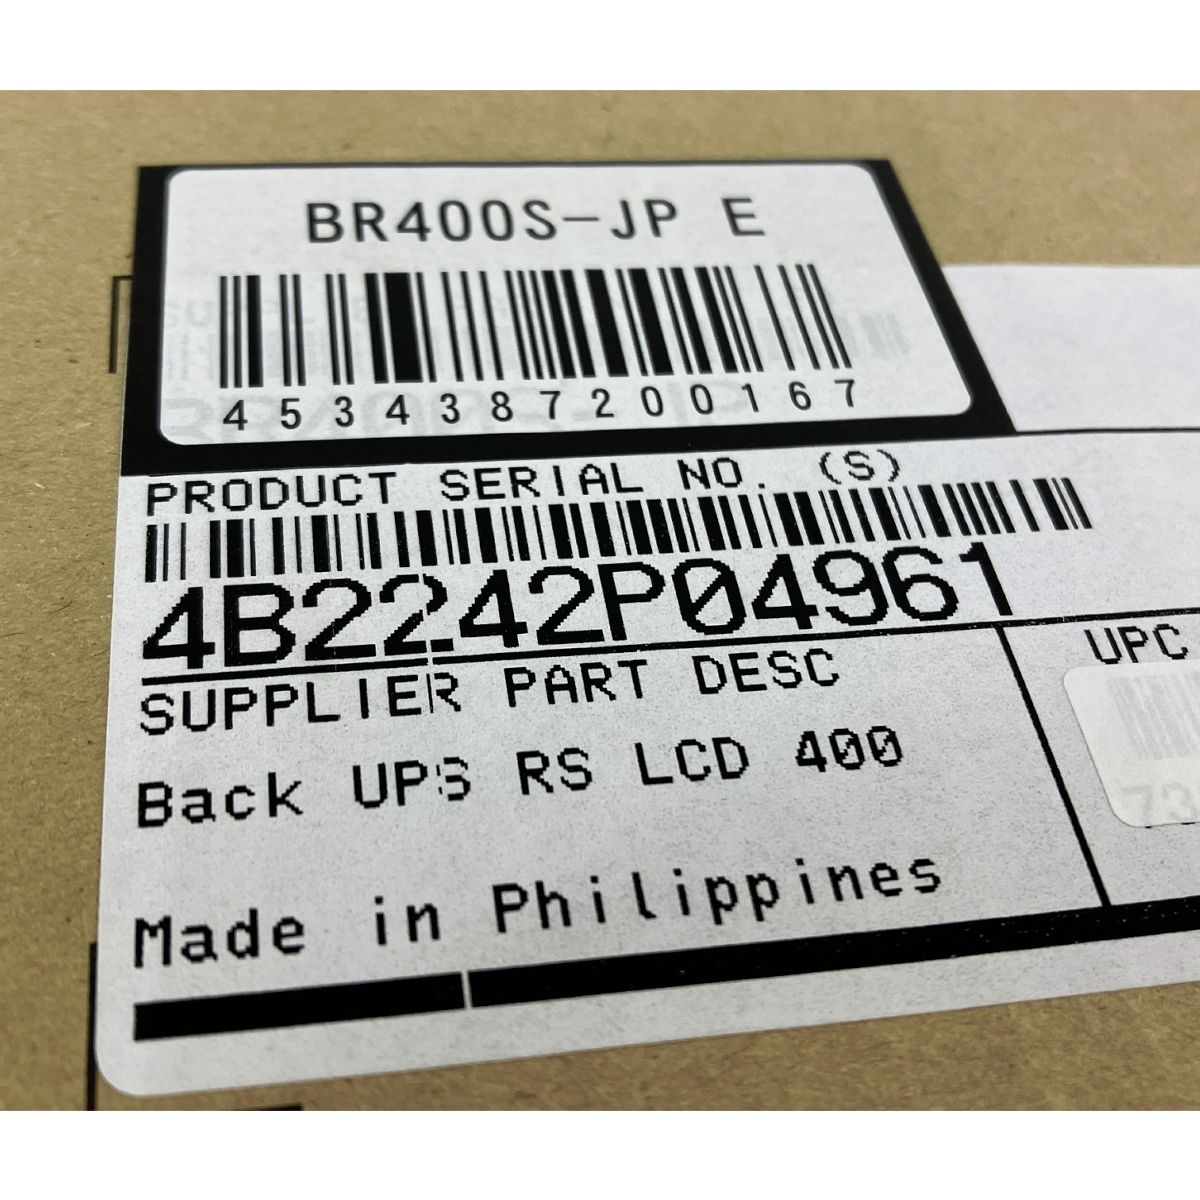 BR400S-JP E
4534387200167
PRODUCT SERIAL NO. (S)
4B2242P04961
SUPPLIER PART DESC
UPC
Back UPS RS LCD 400
73
Made in Philippines